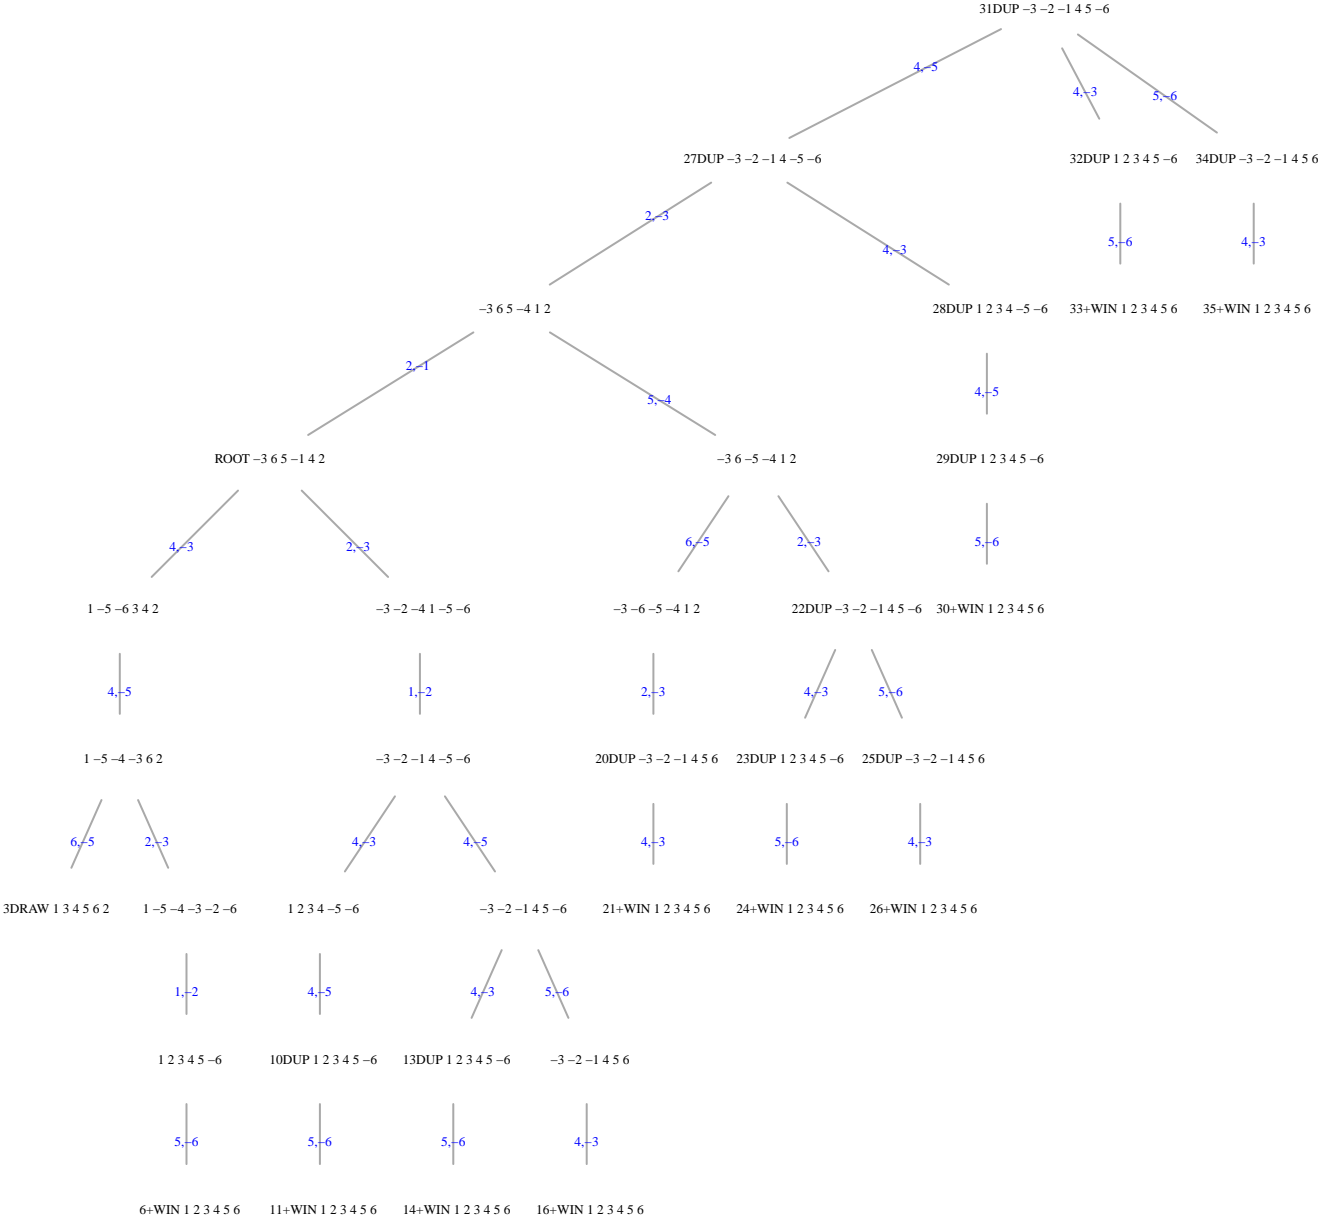 31DUP −3 −2 −1 4 5 −6
4,−5
4,−3
5,−6
27DUP −3 −2 −1 4 −5 −6
32DUP 1 2 3 4 5 −6
34DUP −3 −2 −1 4 5 6
2,−3
4,−3
5,−6
4,−3
−3 6 5 −4 1 2
28DUP 1 2 3 4 −5 −6
33+WIN 1 2 3 4 5 6
35+WIN 1 2 3 4 5 6
2,−1
5,−4
4,−5
ROOT −3 6 5 −1 4 2
−3 6 −5 −4 1 2
29DUP 1 2 3 4 5 −6
4,−3
2,−3
6,−5
2,−3
5,−6
1 −5 −6 3 4 2
−3 −2 −4 1 −5 −6
−3 −6 −5 −4 1 2
22DUP −3 −2 −1 4 5 −6
30+WIN 1 2 3 4 5 6
4,−5
1,−2
2,−3
4,−3
5,−6
1 −5 −4 −3 6 2
−3 −2 −1 4 −5 −6
20DUP −3 −2 −1 4 5 6
23DUP 1 2 3 4 5 −6
25DUP −3 −2 −1 4 5 6
6,−5
2,−3
4,−3
4,−5
4,−3
5,−6
4,−3
3DRAW 1 3 4 5 6 2
1 −5 −4 −3 −2 −6
1 2 3 4 −5 −6
−3 −2 −1 4 5 −6
21+WIN 1 2 3 4 5 6
24+WIN 1 2 3 4 5 6
26+WIN 1 2 3 4 5 6
1,−2
4,−5
4,−3
5,−6
1 2 3 4 5 −6
10DUP 1 2 3 4 5 −6
13DUP 1 2 3 4 5 −6
−3 −2 −1 4 5 6
5,−6
5,−6
5,−6
4,−3
6+WIN 1 2 3 4 5 6
11+WIN 1 2 3 4 5 6
14+WIN 1 2 3 4 5 6
16+WIN 1 2 3 4 5 6